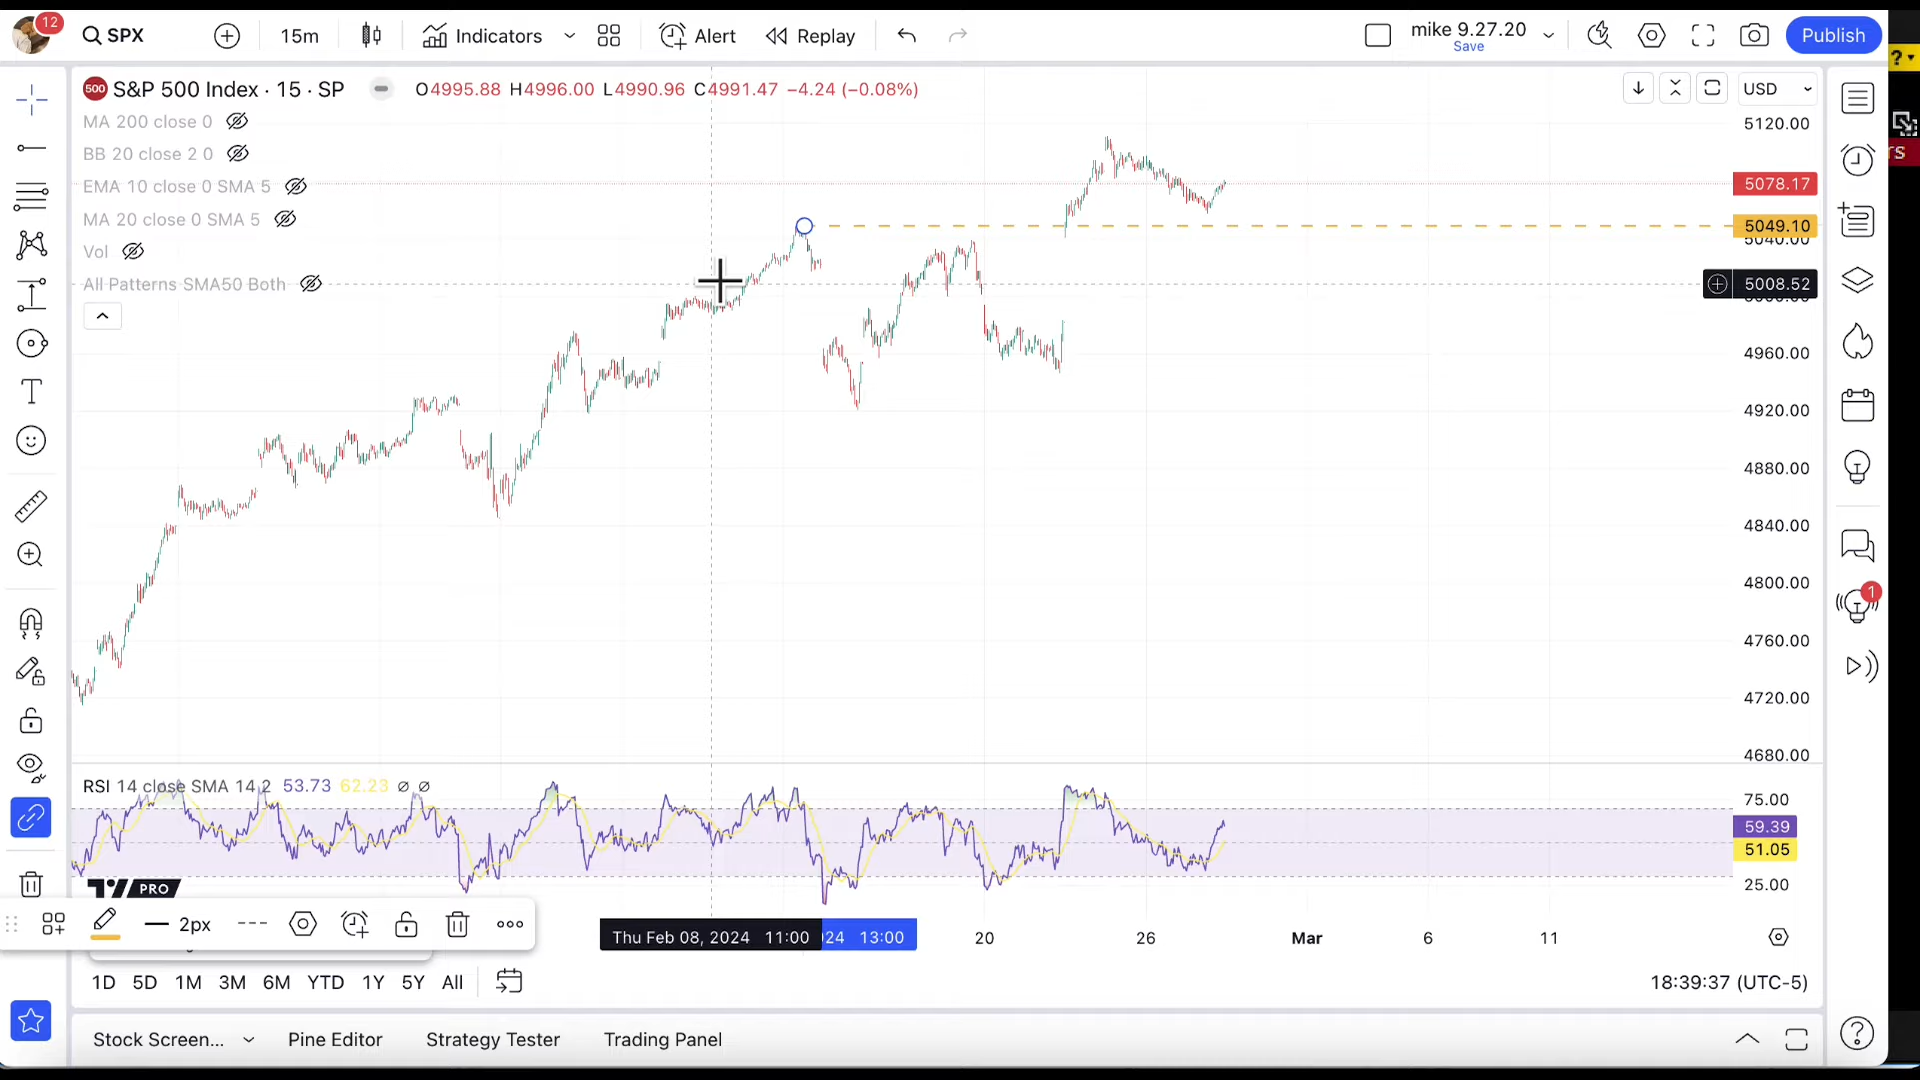 12
SPX
15m
Indicators
Alert
Replay
mike 9.27.20
Save
Publish
?
500 S&P 500 Index · 15 · SP
O4995.88 H4996.00 L4990.96 C4991.47 −4.24 (−0.08%)
USD
MA 200 close 0
BB 20 close 2 0
EMA 10 close 0 SMA 5
MA 20 close 0 SMA 5
Vol
All Patterns SMA50 Both
rs
5120.00
5078.17
5049.10
5040.00
5008.52
4960.00
4920.00
4880.00
4840.00
4800.00
4760.00
4720.00
4680.00
1
RSI 14 close SMA 14 2 53.73 62.23 ∅ ∅
75.00
59.39
51.05
25.00
PRO
2px
Thu Feb 08, 2024 11:00
24 13:00
20
26
Mar
6
11
1D 5D 1M 3M 6M YTD 1Y 5Y All
18:39:37 (UTC-5)
Stock Screen...
Pine Editor
Strategy Tester
Trading Panel